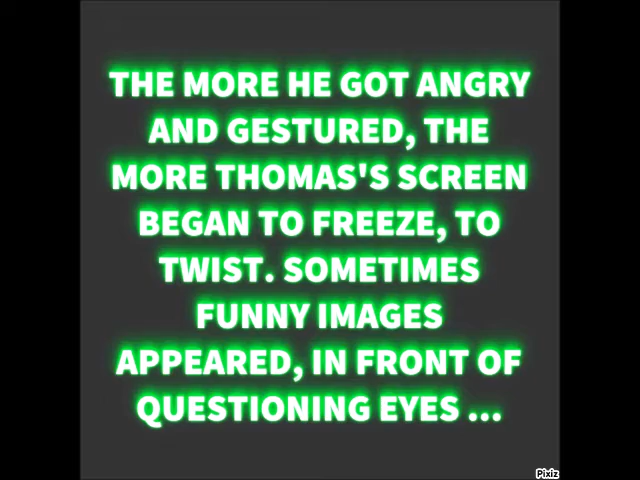 THE MORE HE GOT ANGRY
AND GESTURED, THE
MORE THOMAS'S SCREEN
BEGAN TO FREEZE, TO
TWIST. SOMETIMES
FUNNY IMAGES
APPEARED, IN FRONT OF
QUESTIONING EYES ...
Pixiz